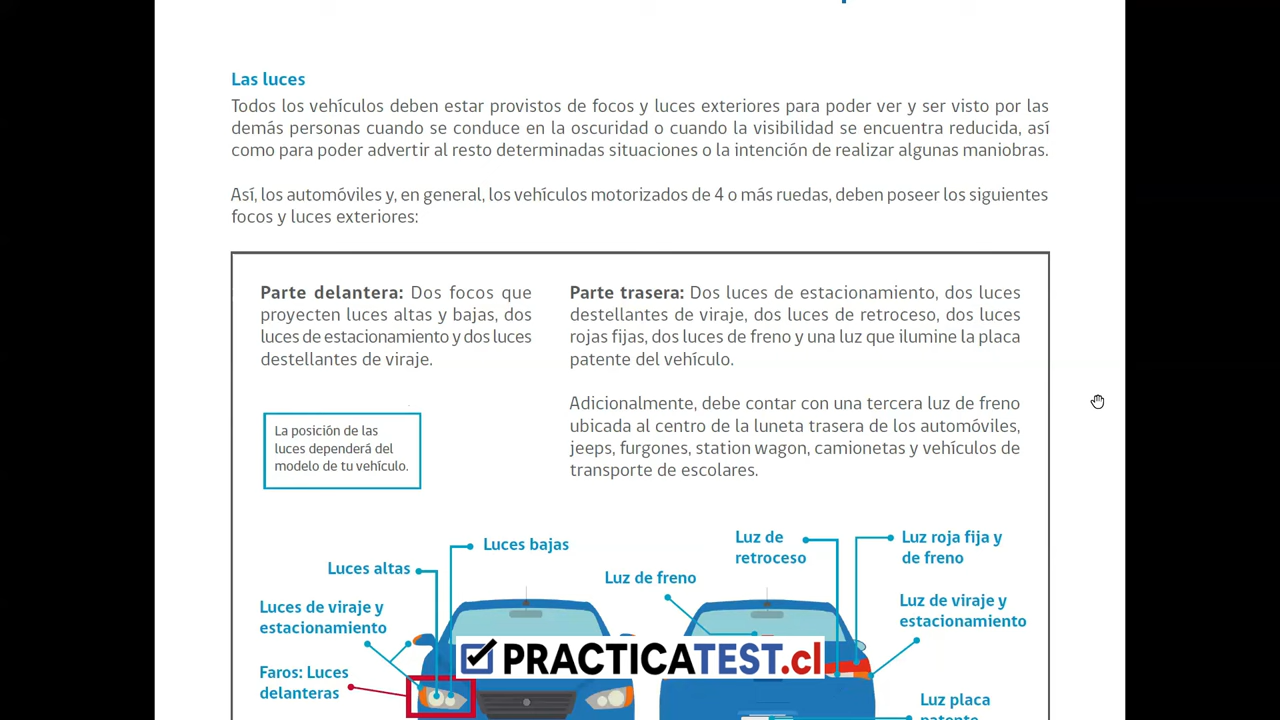 Las luces
Todos los vehículos deben estar provistos de focos y luces exteriores para poder ver y ser visto por las
demás personas cuando se conduce en la oscuridad o cuando la visibilidad se encuentra reducida, así
como para poder advertir al resto determinadas situaciones o la intención de realizar algunas maniobras.
Así, los automóviles y, en general, los vehículos motorizados de 4 o más ruedas, deben poseer los siguientes
focos y luces exteriores:
Parte delantera: Dos focos que
proyecten luces altas y bajas, dos
luces de estacionamiento y dos luces
destellantes de viraje.
La posición de las
luces dependerá del
modelo de tu vehículo.
Parte trasera: Dos luces de estacionamiento, dos luces
destellantes de viraje, dos luces de retroceso, dos luces
rojas fijas, dos luces de freno y una luz que ilumine la placa
patente del vehículo.
Adicionalmente, debe contar con una tercera luz de freno
ubicada al centro de la luneta trasera de los automóviles,
jeeps, furgones, station wagon, camionetas y vehículos de
transporte de escolares.
Luces bajas
Luces altas
Luces de viraje y
estacionamiento
Faros: Luces
delanteras
Luz de freno
Luz de
retroceso
Luz roja fija y
de freno
Luz de viraje y
estacionamiento
Luz placa
patente
PRACTICATEST.cl